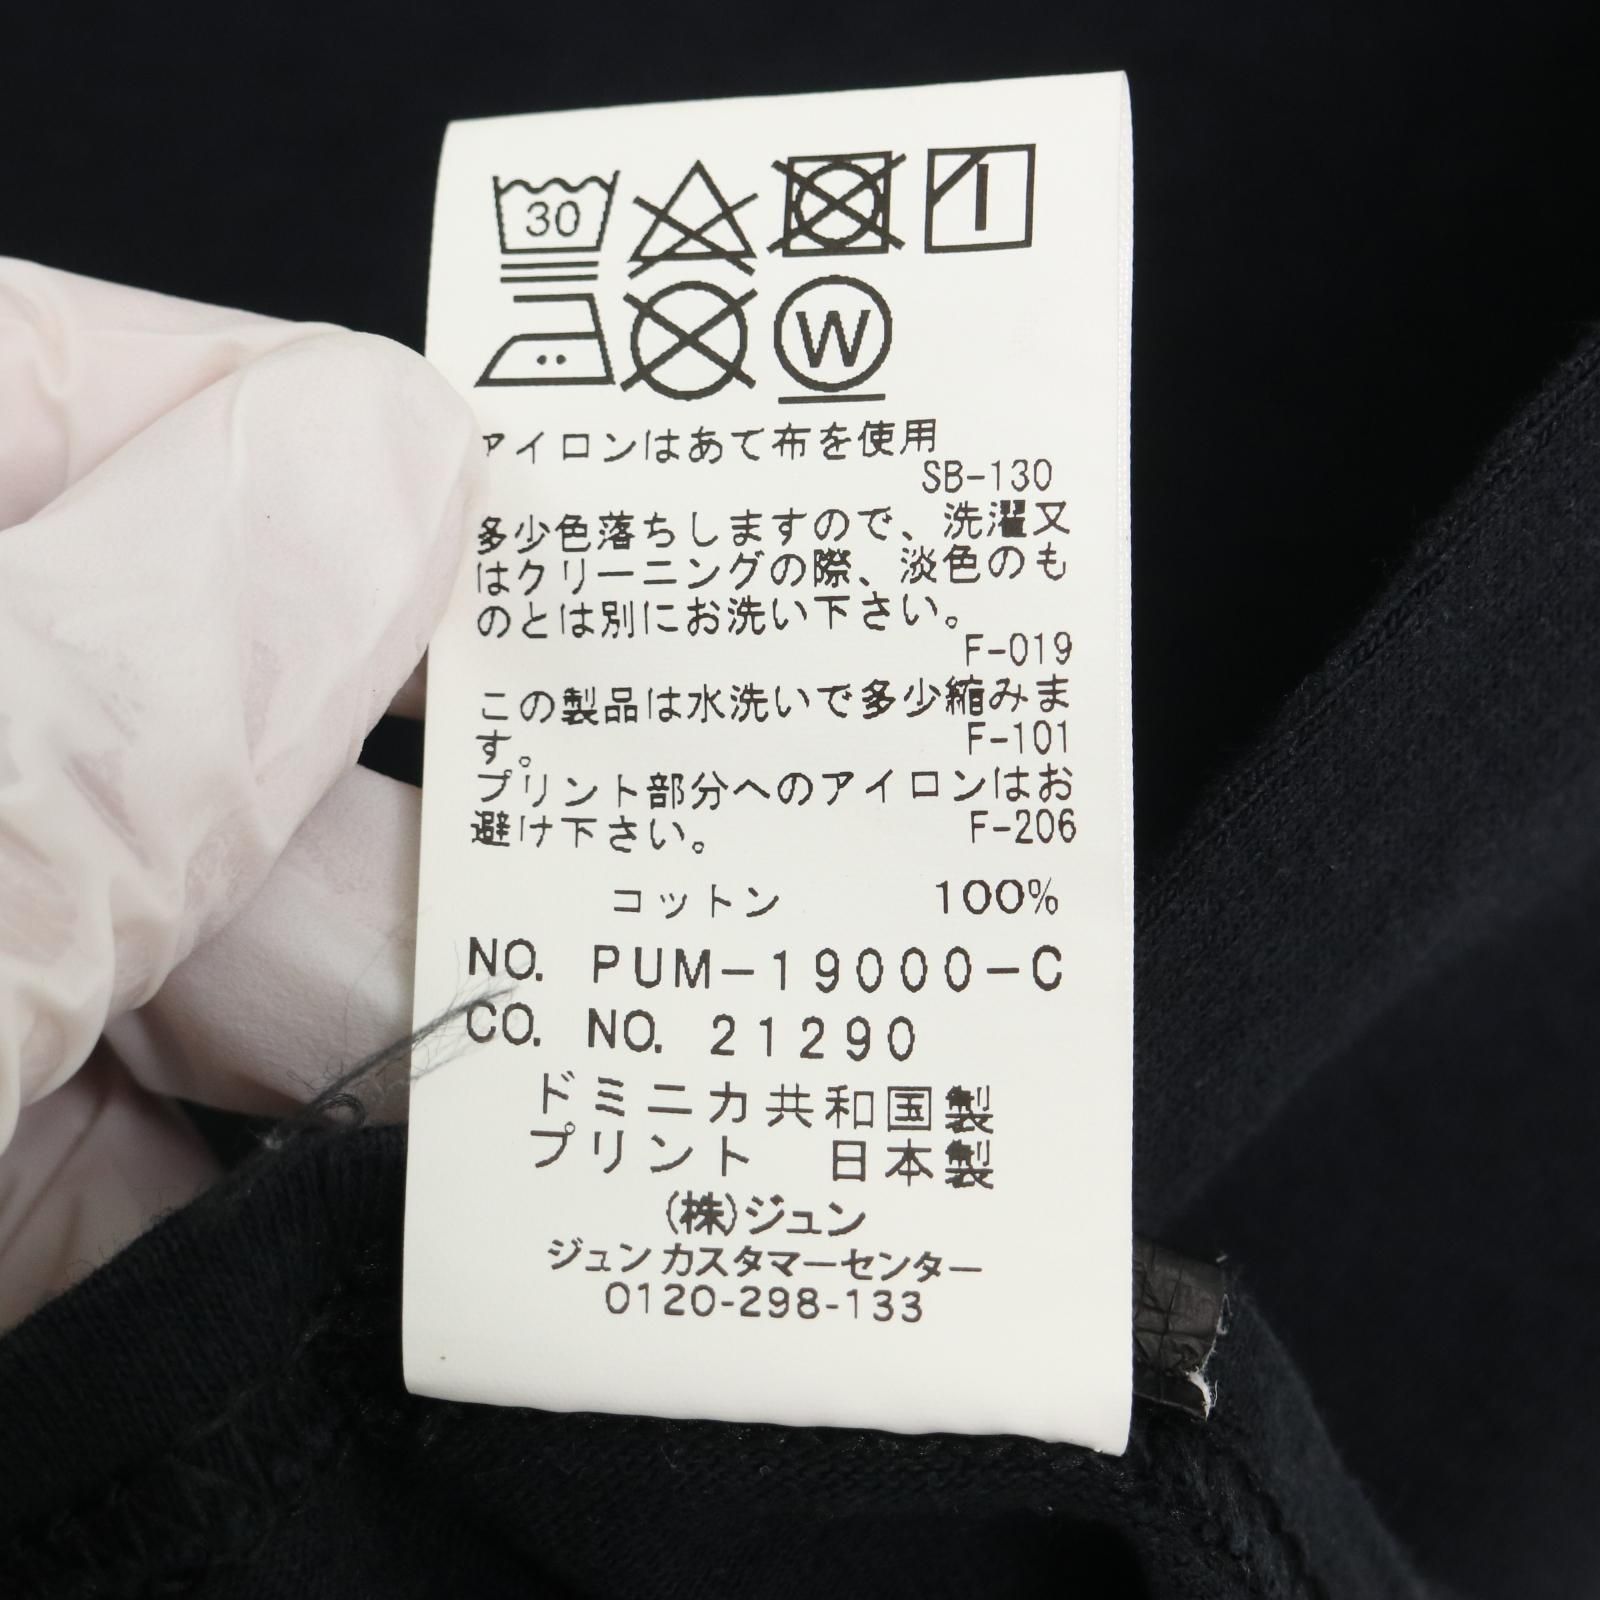 30
W
アイロンはあて布を使用
SB-130
多少色落ちしますので、洗濯又
はクリーニングの際、淡色のも
のとは別にお洗い下さい。
F-019
この製品は水洗いで多少縮みま
す。 F-101
プリント部分へのアイロンはお
避け下さい。 F-206
コットン 100%
NO. PUM-19000-C
CO. NO. 21290
ドミニカ共和国製
プリント 日本製
(株)ジュン
ジュンカスタマーセンター
0120-298-133